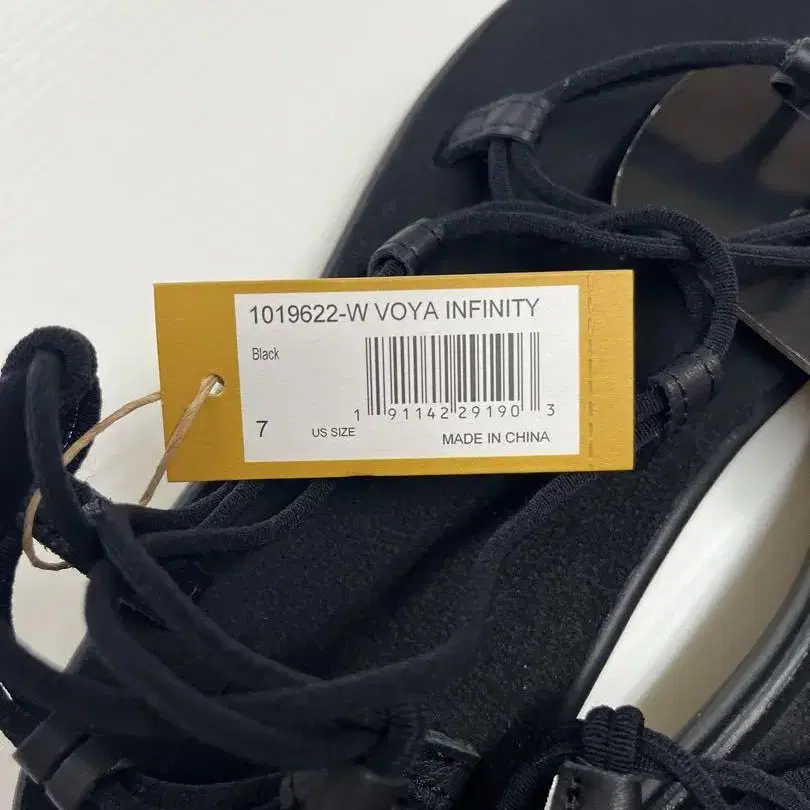 1019622-W VOYA INFINITY
Black
1 91142 29190 3
7 US SIZE MADE IN CHINA